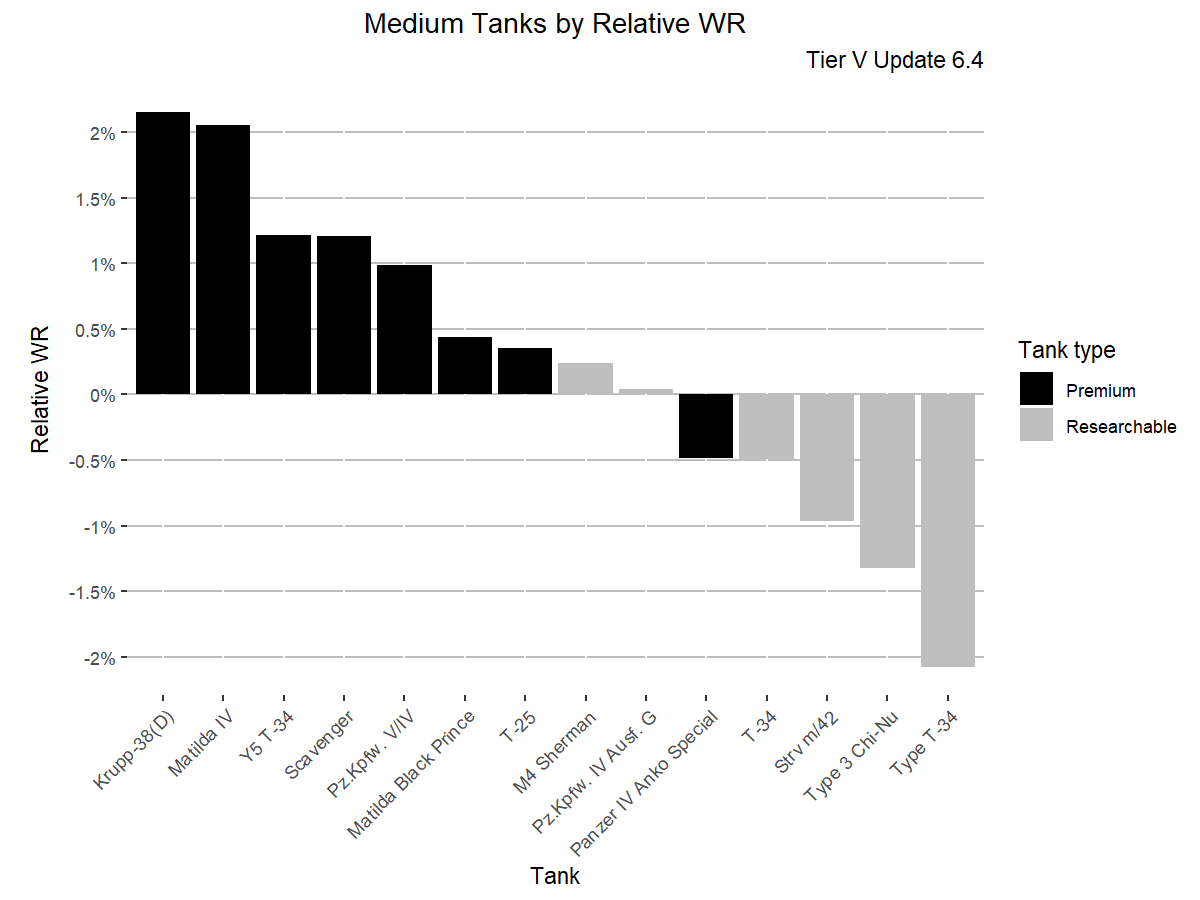 Medium Tanks by Relative WR
Tier V Update 6.4
Relative WR
2%
1.5%
1%
0.5%
0%
-0.5%
-1%
-1.5%
-2%
Krupp-38(D)
Matilda IV
Y5 T-34
Scavenger
Pz.Kpfw. V/IV
Matilda Black Prince
T-25
M4 Sherman
Pz.Kpfw. IV Ausf. G
Panzer IV Anko Special
T-34
Strv m/42
Type 3 Chi-Nu
Type T-34
Tank
Tank type
Premium
Researchable